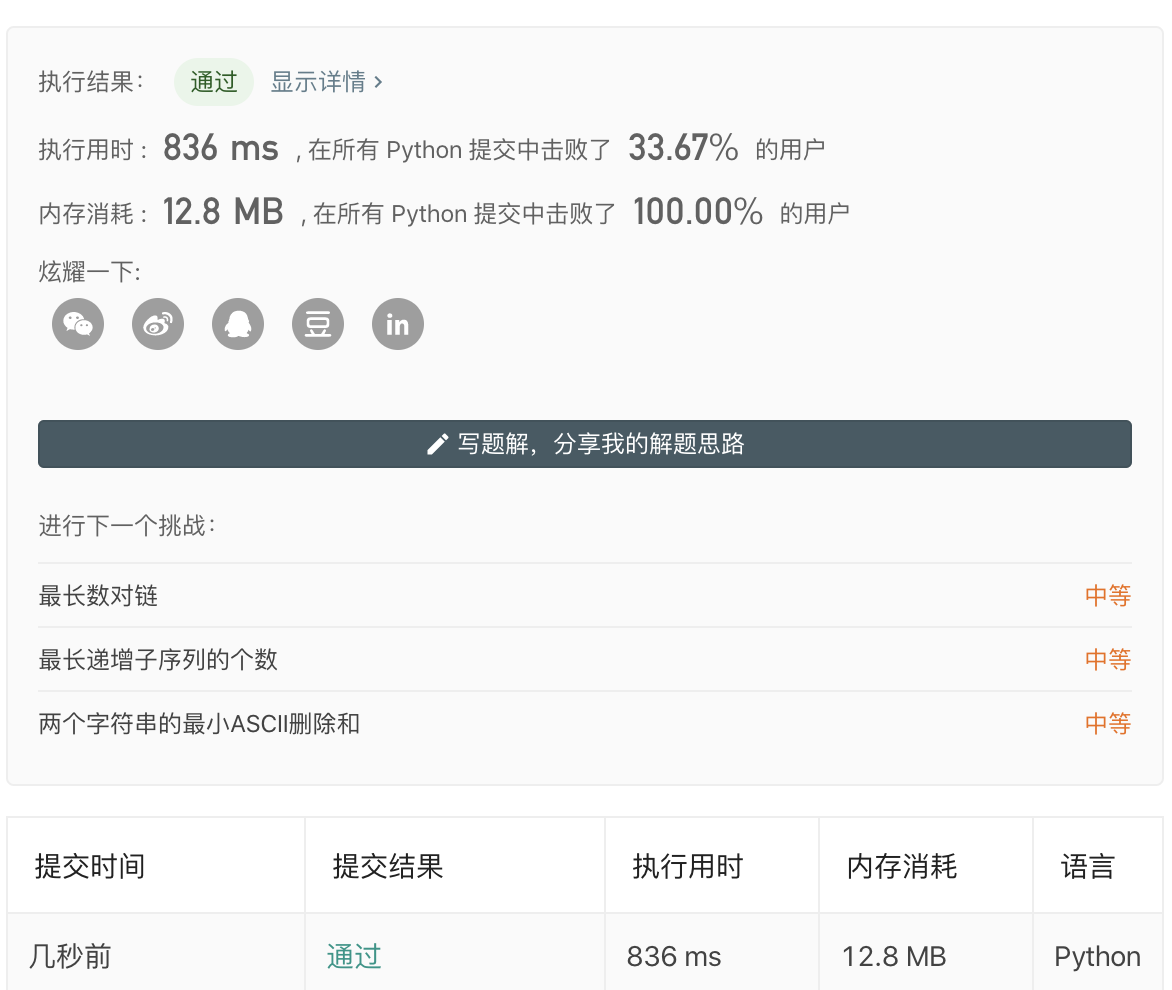 执行结果： 通过 显示详情 ›
执行用时 : 836 ms , 在所有 Python 提交中击败了 33.67% 的用户
内存消耗 : 12.8 MB , 在所有 Python 提交中击败了 100.00% 的用户
炫耀一下:
豆 in
写题解，分享我的解题思路
进行下一个挑战：
最长数对链 中等
最长递增子序列的个数 中等
两个字符串的最小ASCII删除和 中等
提交时间 提交结果 执行用时 内存消耗 语言
几秒前 通过 836 ms 12.8 MB Python